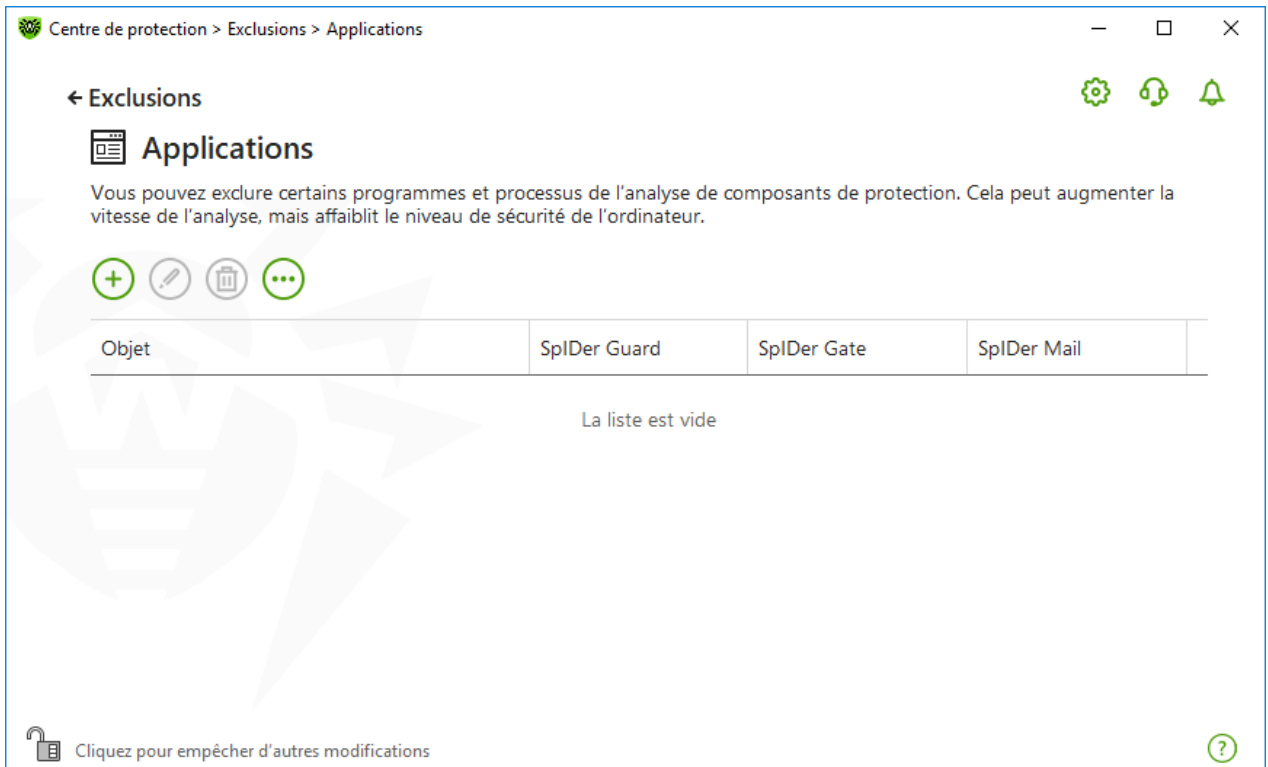 Centre de protection > Exclusions > Applications
Exclusions
Applications
Vous pouvez exclure certains programmes et processus de l'analyse de composants de protection. Cela peut augmenter la
vitesse de l'analyse, mais affaiblit le niveau de sécurité de l'ordinateur.
Objet SpIDer Guard SpIDer Gate SpIDer Mail
La liste est vide
Cliquez pour empêcher d'autres modifications
?